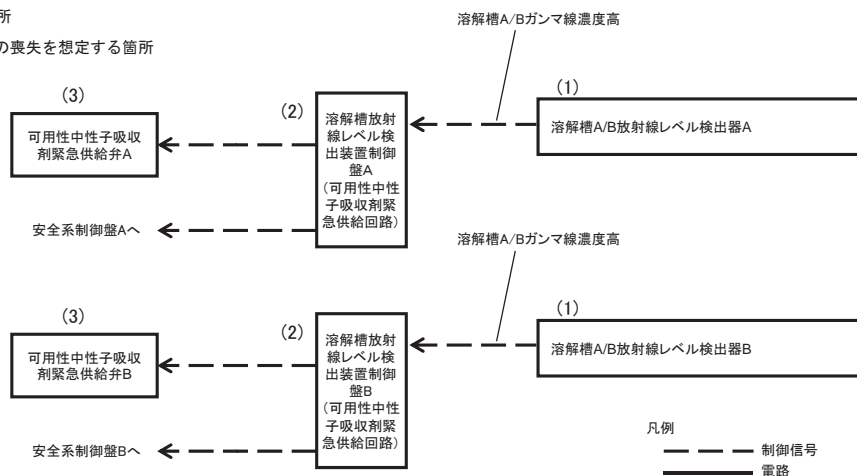 所
の喪失を想定する箇所
溶解槽A/Bガンマ線濃度高
(3)
可用性中性子吸収
剤緊急供給弁A
(2)
溶解槽放射
線レベル検
出装置制御
盤A
(可用性中性
子吸収剤緊
急供給回路)
(1)
溶解槽A/B放射線レベル検出器A
安全系制御盤Aへ
溶解槽A/Bガンマ線濃度高
(3)
可用性中性子吸収
剤緊急供給弁B
(2)
溶解槽放射
線レベル検
出装置制御
盤B
(可用性中性
子吸収剤緊
急供給回路)
(1)
溶解槽A/B放射線レベル検出器B
安全系制御盤Bへ
凡例
制御信号
電路